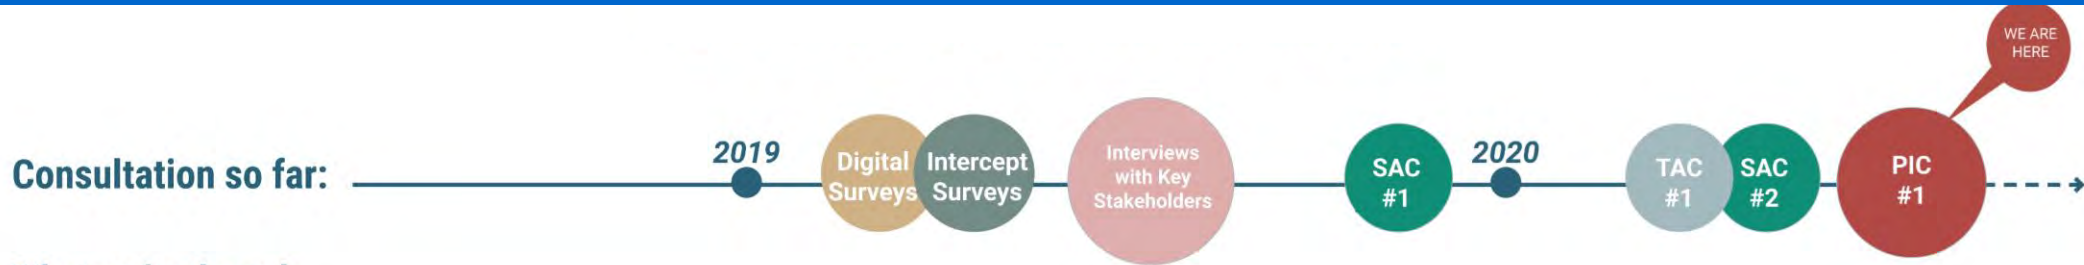 WE ARE
HERE
Consultation so far:
2019
Digital
Surveys
Intercept
Surveys
Interviews
with Key
Stakeholders
SAC
#1
2020
TAC
#1
SAC
#2
PIC
#1